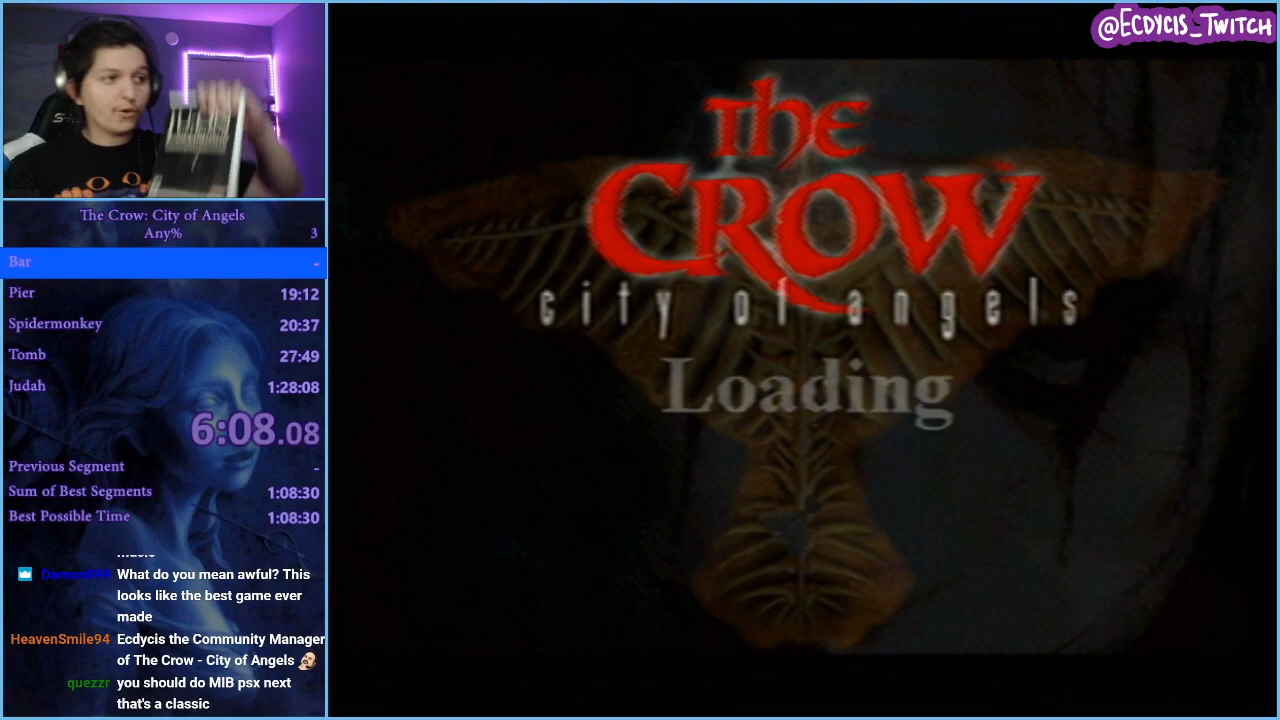 @ECDYCIS_TWITCH
THE
CROW
city of angels
Loading
The Crow: City of Angels
Any%
3
Bar -
Pier 19:12
Spidermonkey 20:37
Tomb 27:49
Judah 1:28:08
6:08.08
Previous Segment -
Sum of Best Segments 1:08:30
Best Possible Time 1:08:30
What do you mean awful? This
looks like the best game ever
made
HeavenSmile94 Ecdycis the Community Manager
of The Crow - City of Angels
quezzr you should do MIB psx next
that's a classic